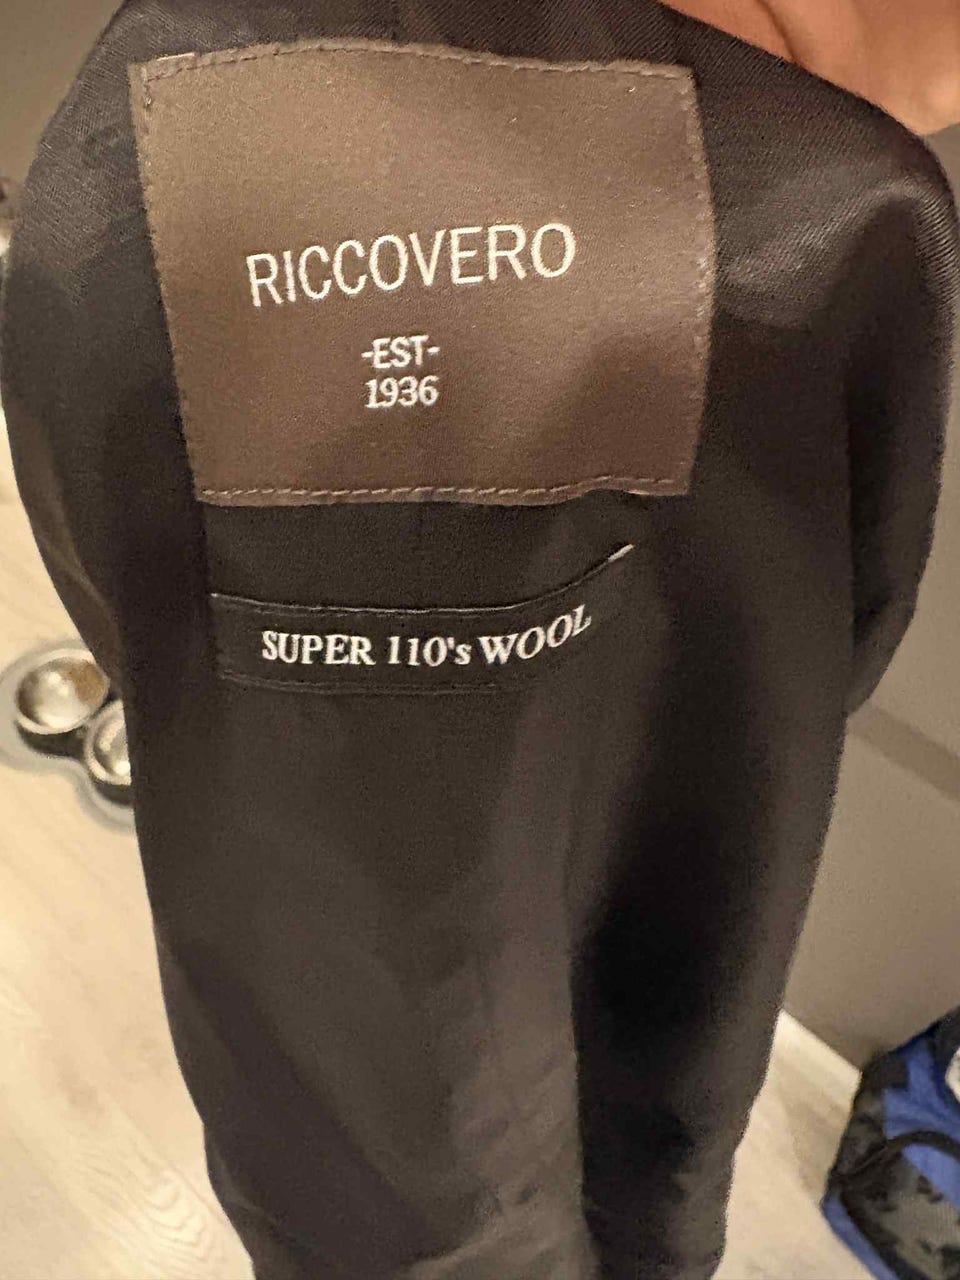 RICCOVERO
-EST-
1936
SUPER 110's WOOL